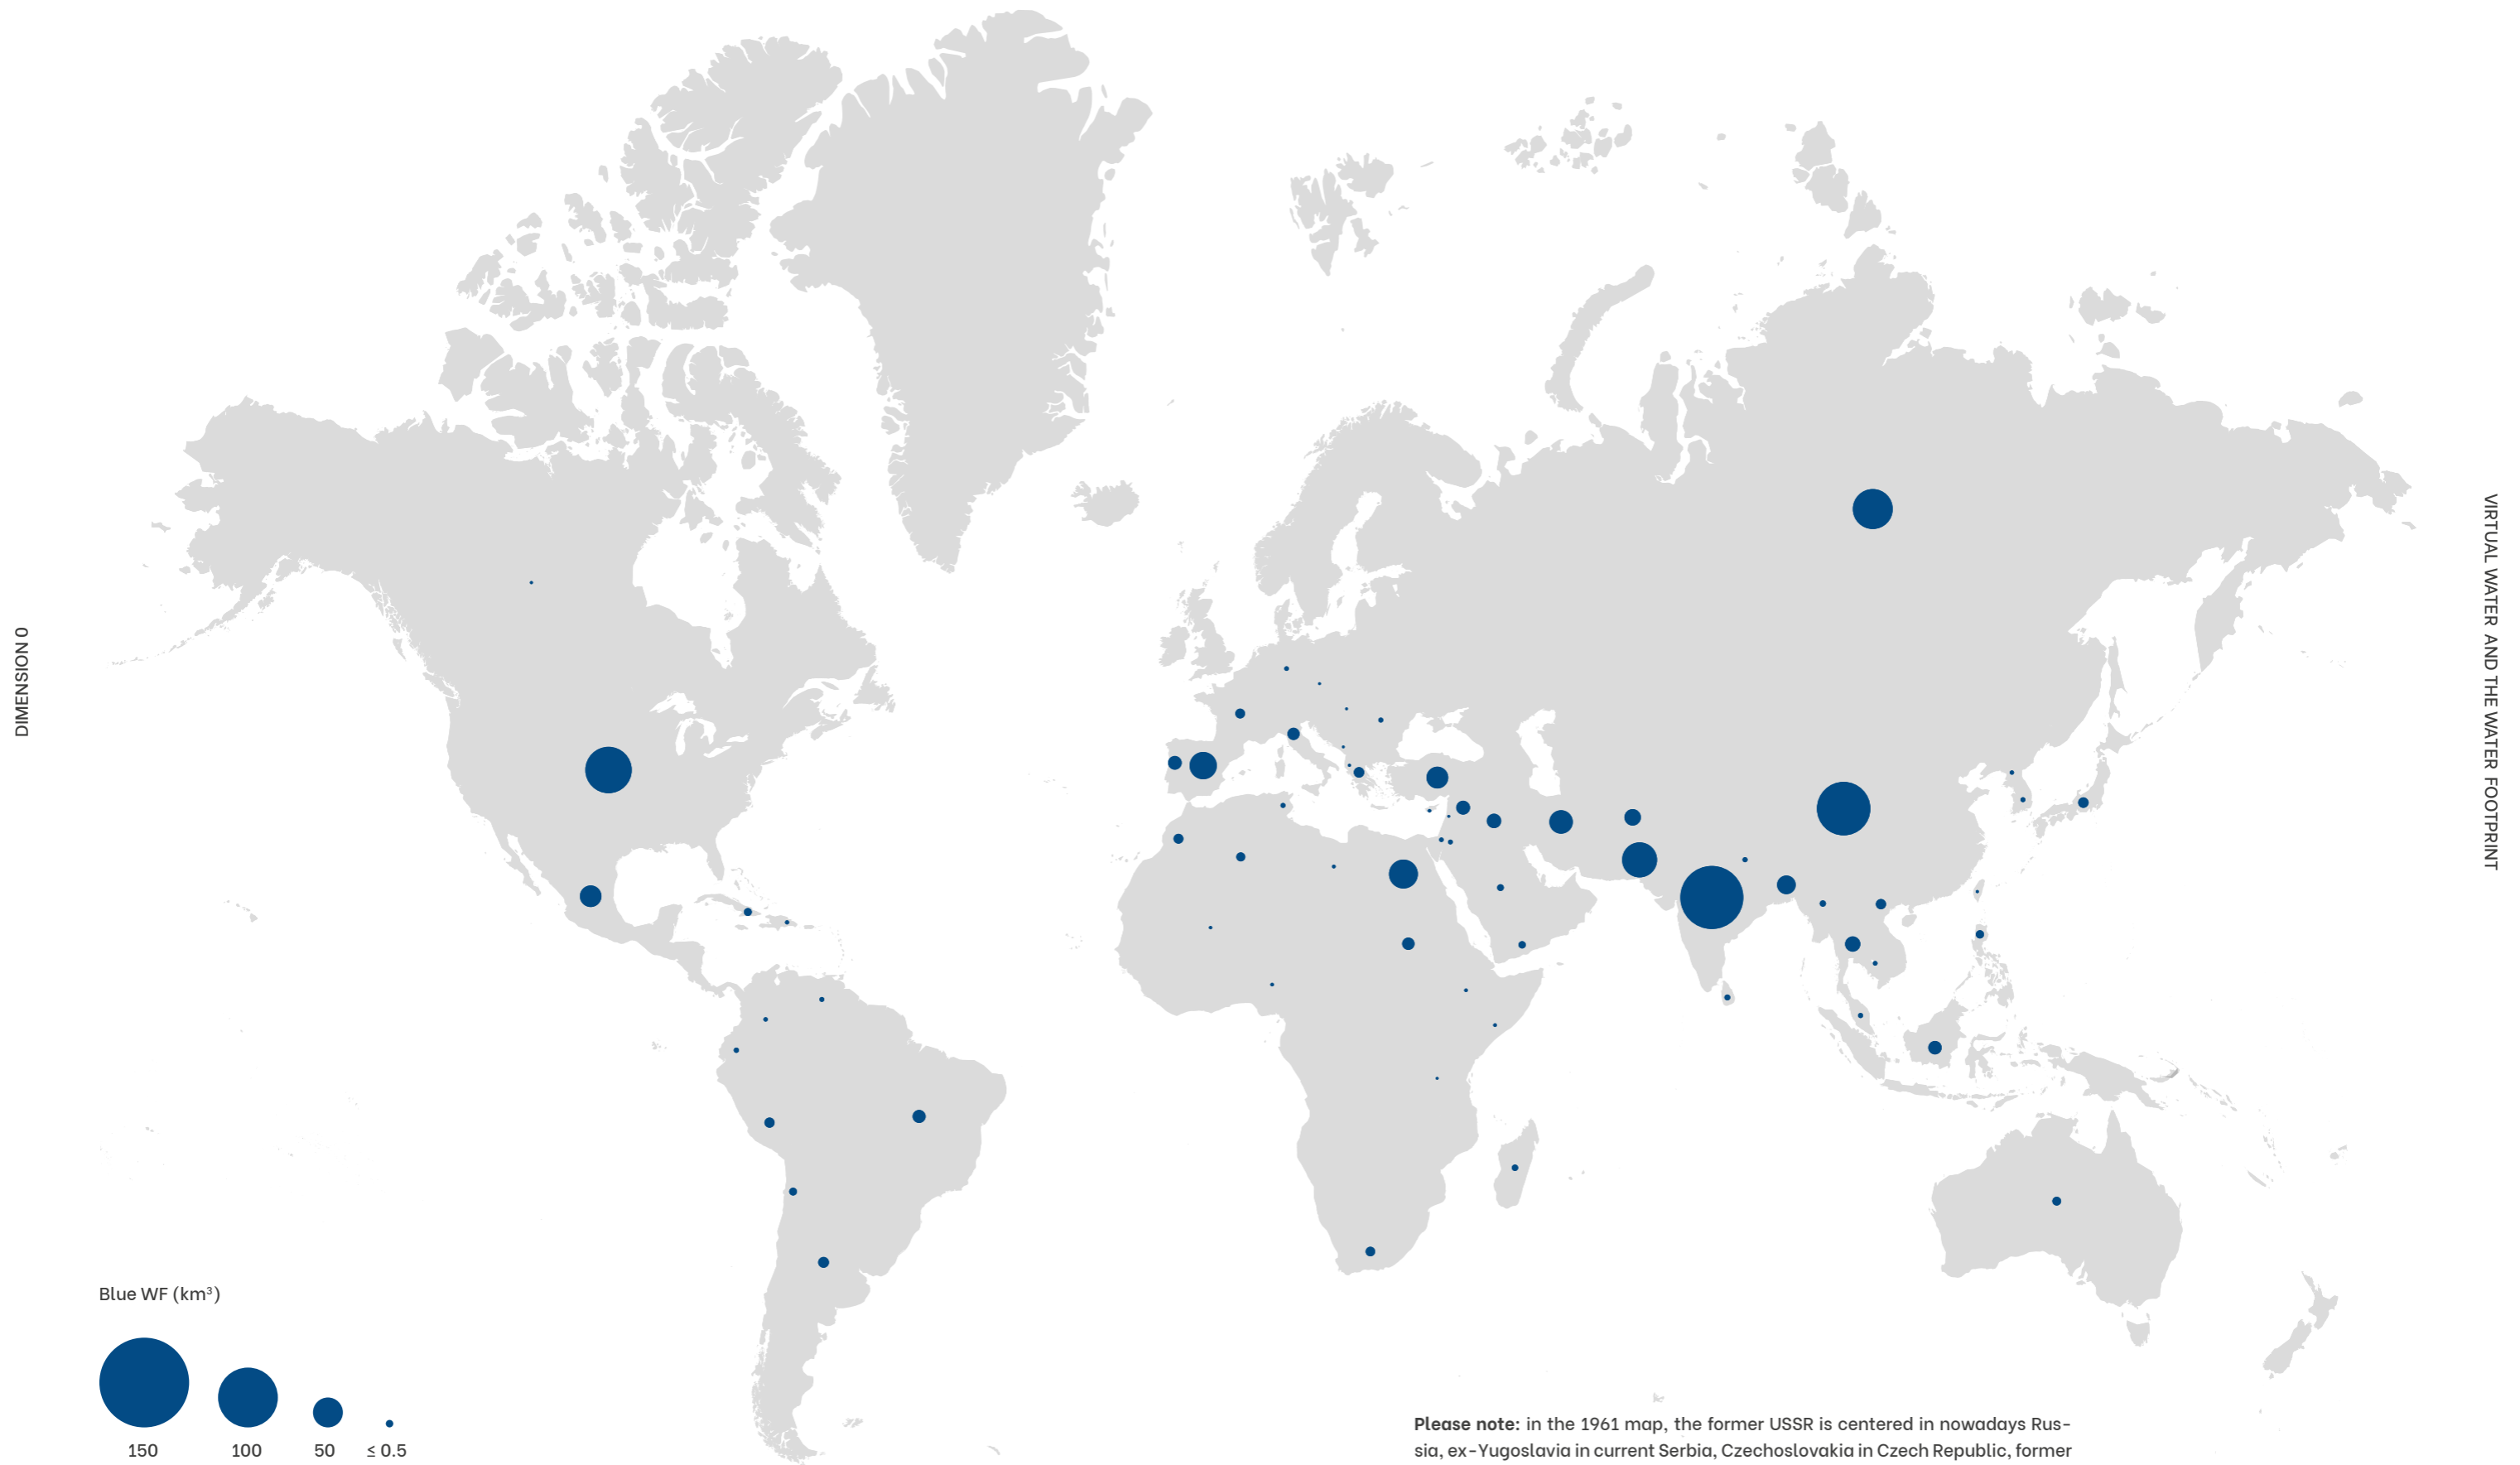 DIMENSION 0
VIRTUAL WATER AND THE WATER FOOTPRINT
Blue WF (km³)
150 100 50 ≤ 0.5
Please note: in the 1961 map, the former USSR is centered in nowadays Rus-
sia, ex-Yugoslavia in current Serbia, Czechoslovakia in Czech Republic, former